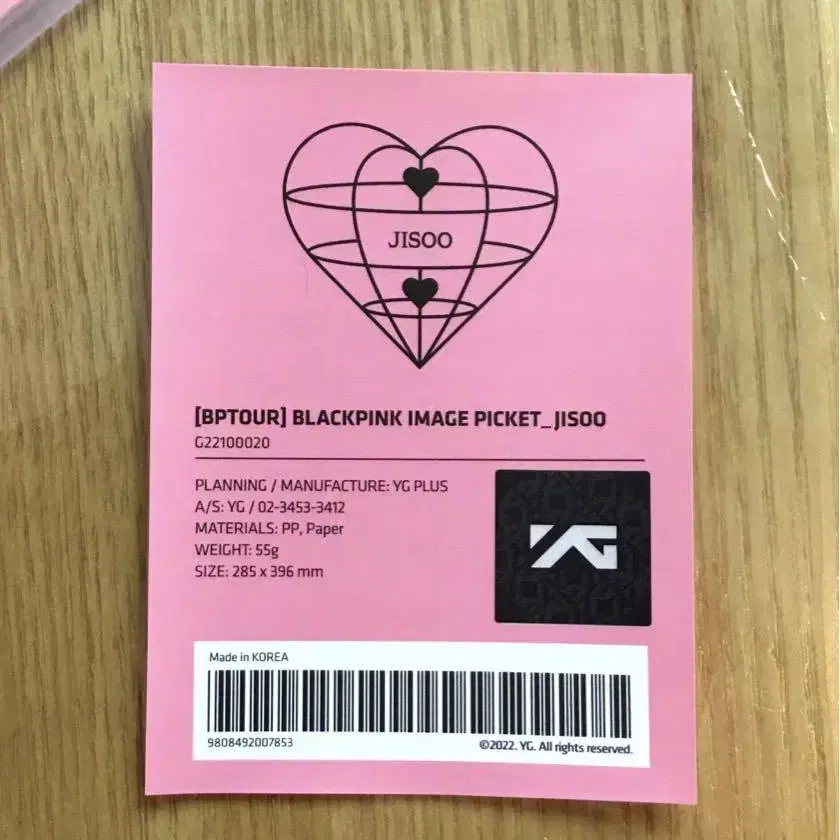 JISOO
[BPTOUR] BLACKPINK IMAGE PICKET_JISOO
G22100020
PLANNING / MANUFACTURE: YG PLUS
A/S: YG / 02-3453-3412
MATERIALS: PP, Paper
WEIGHT: 55g
SIZE: 285 x 396 mm
YG
Made in KOREA
9808492007853
©2022. YG. All rights reserved.